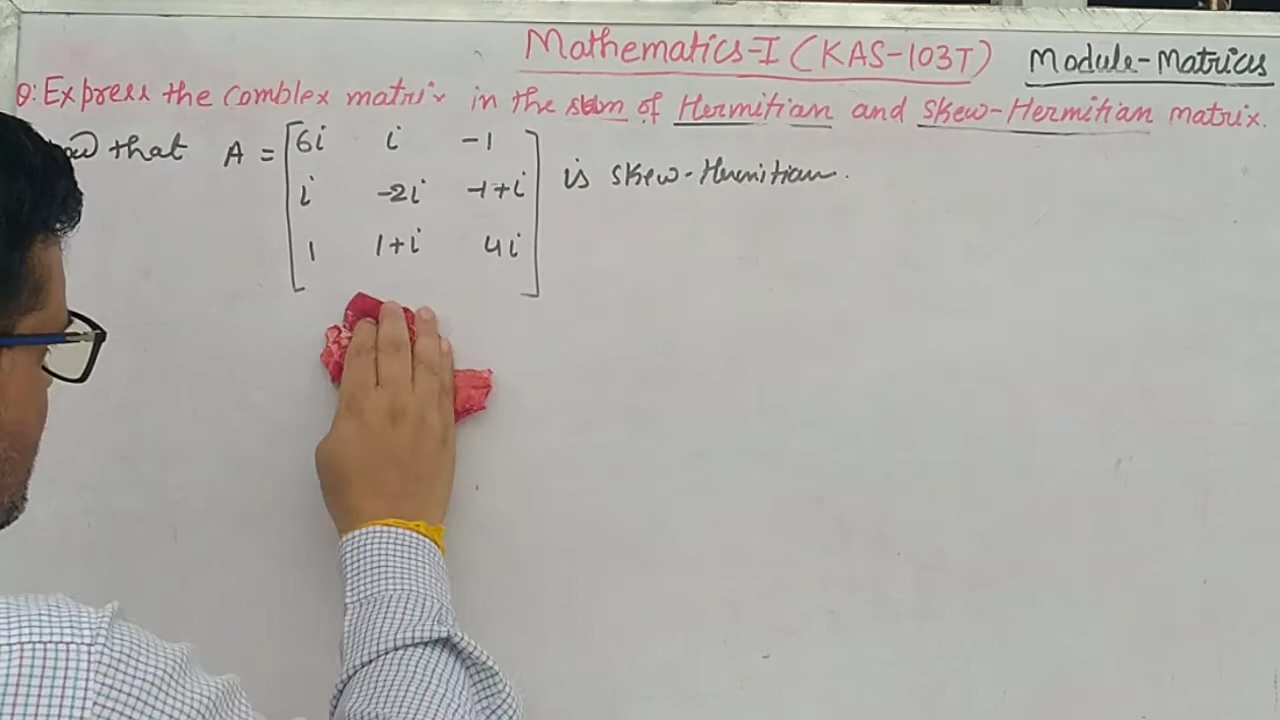 Mathematics-I (KAS-103T) Module-Matrices
Q: Express the complex matrix in the sum of Hermitian and Skew-Hermitian matrix.
that A = [6i i -1
i -2i -1+i
1 1+i 4i] is skew-Hermitian.